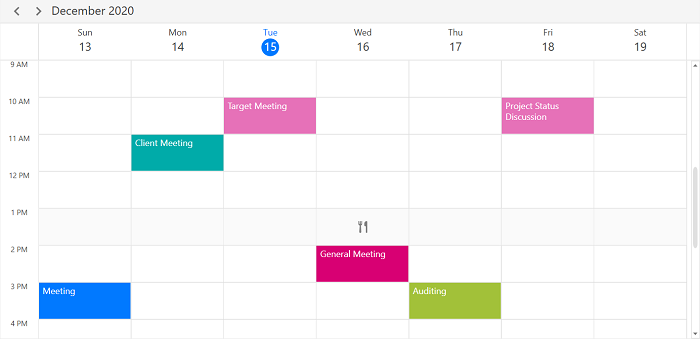 December 2020
Sun Mon Tue Wed Thu Fri Sat
13 14 15 16 17 18 19
9 AM
10 AM
Target Meeting
Project Status
Discussion
11 AM
Client Meeting
12 PM
1 PM
2 PM
General Meeting
3 PM
Meeting
Auditing
4 PM